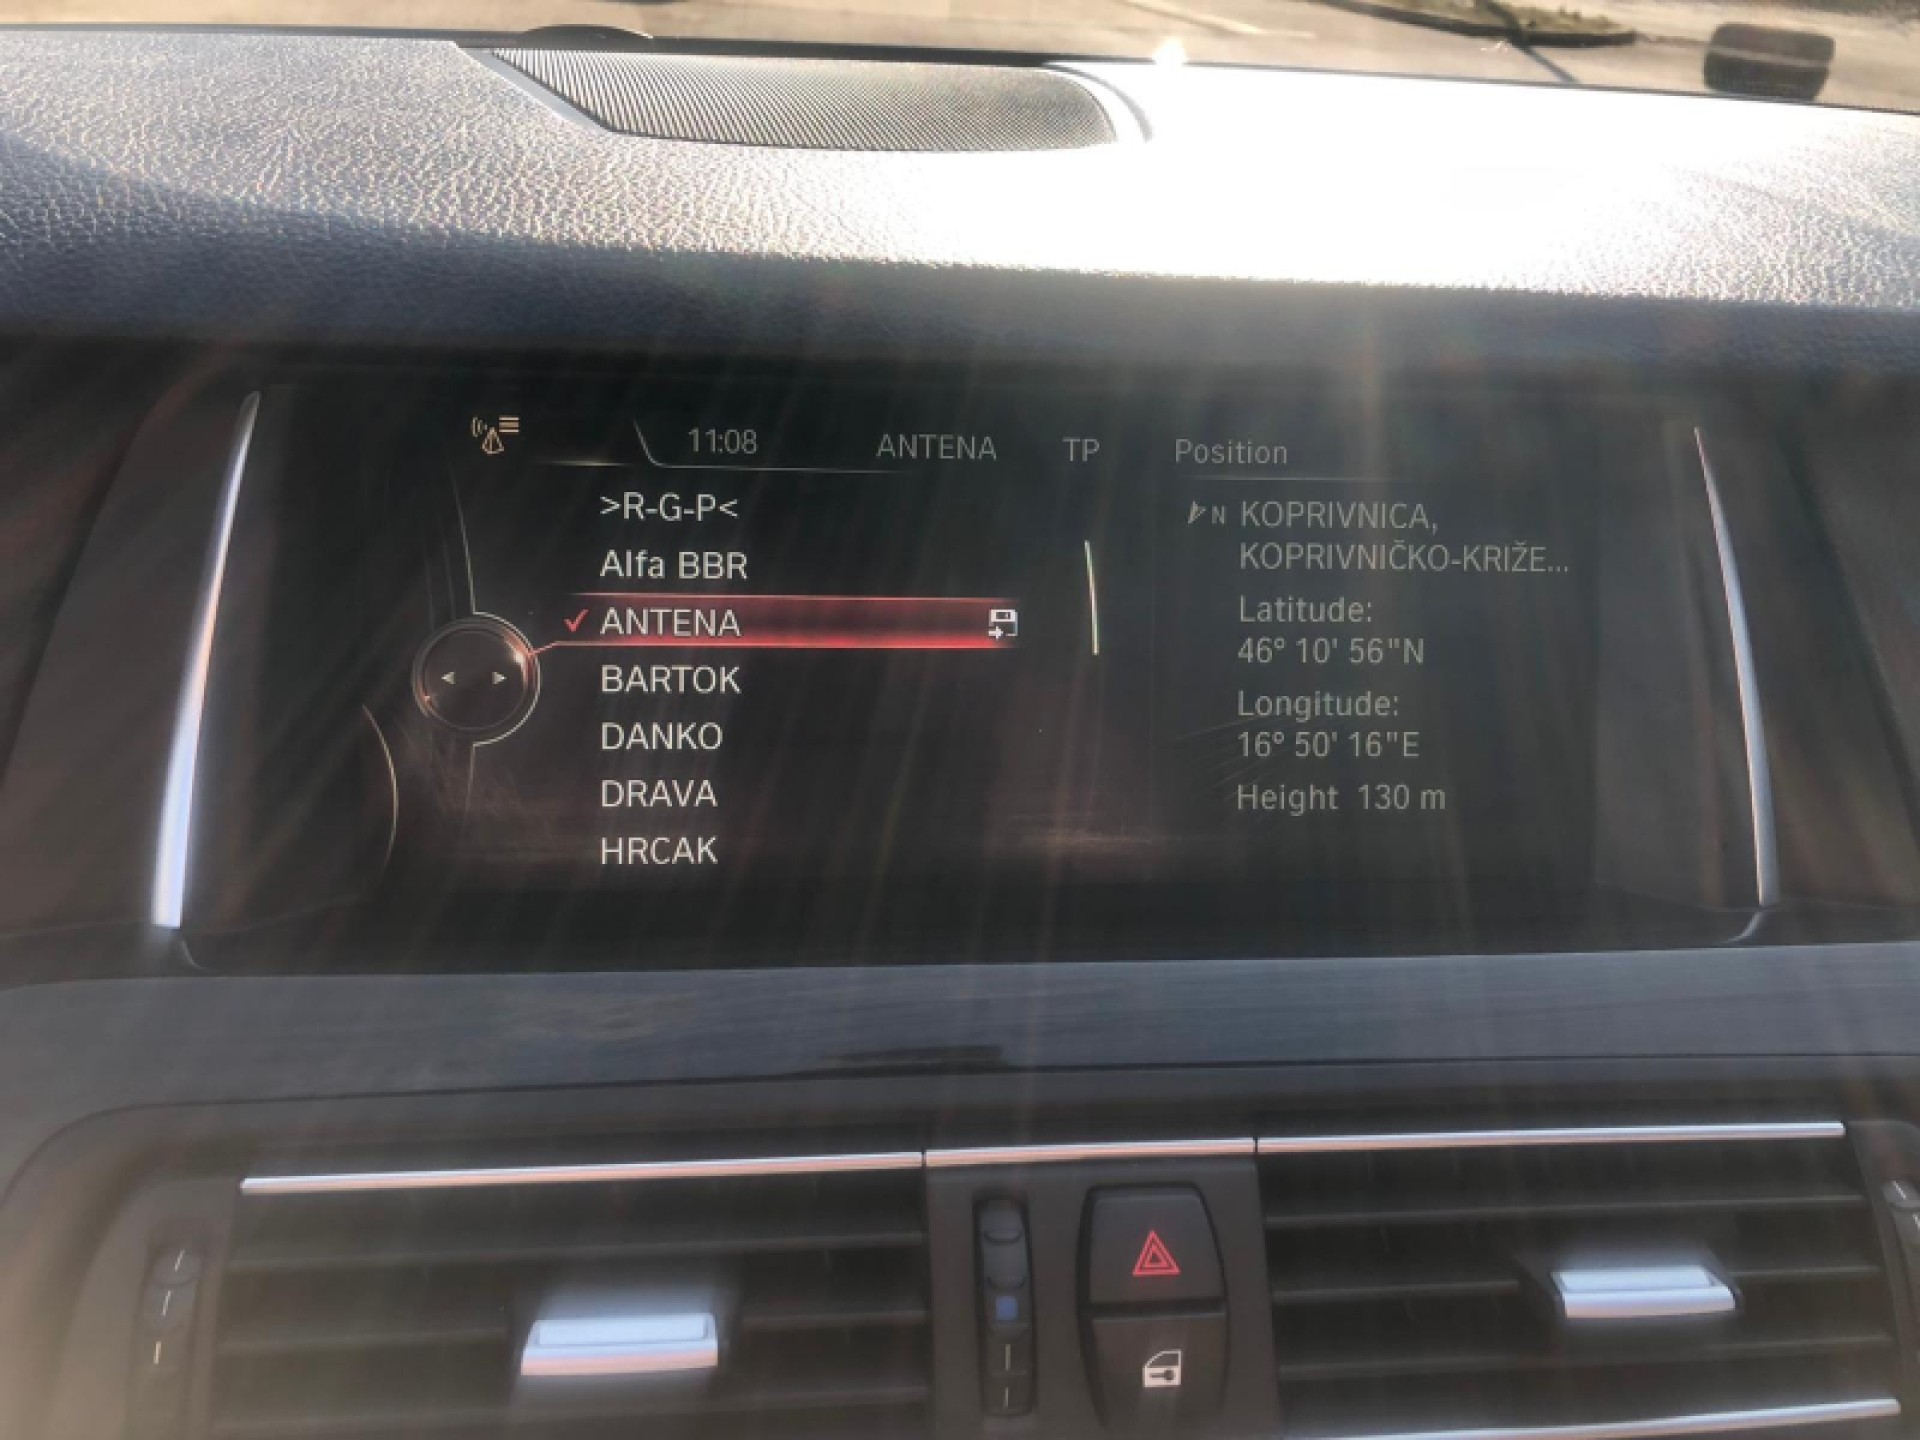 11:08 ANTENA TP Position
>R-G-P<
Alfa BBR
ANTENA
BARTOK
DANKO
DRAVA
HRCAK
N KOPRIVNICA,
KOPRIVNIČKO-KRIŽE...
Latitude:
46° 10' 56"N
Longitude:
16° 50' 16"E
Height 130 m